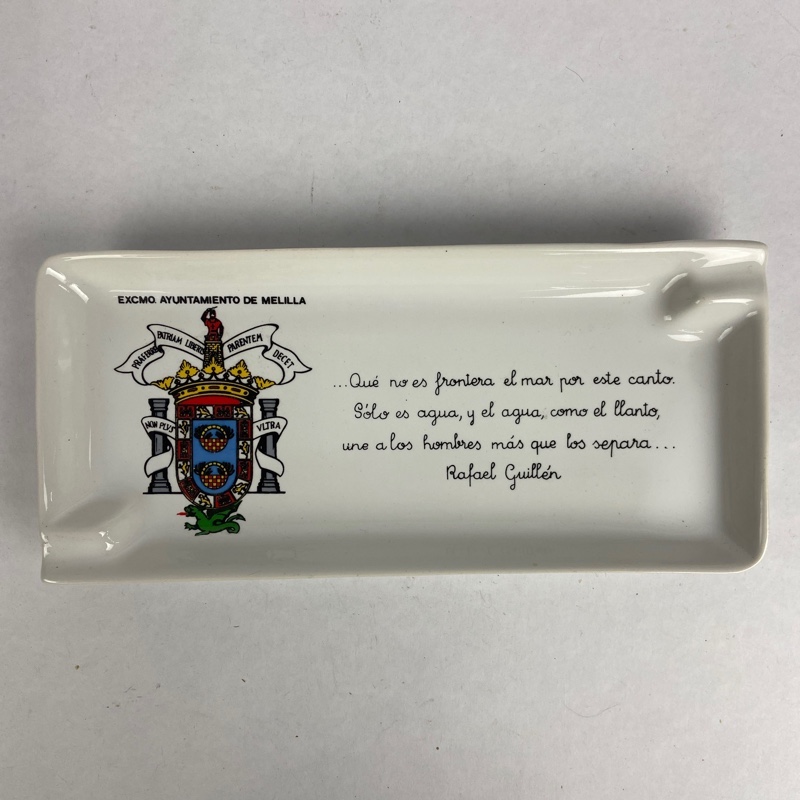 EXCMO. AYUNTAMIENTO DE MELILLA
PRÆFERRE PATRIAM LIBERIS PARENTEM DECET
NON PLVS VLTRA
...Qué no es frontera el mar por este canto.
Sólo es agua, y el agua, como el llanto,
une a los hombres más que los separa...
Rafael Guillén